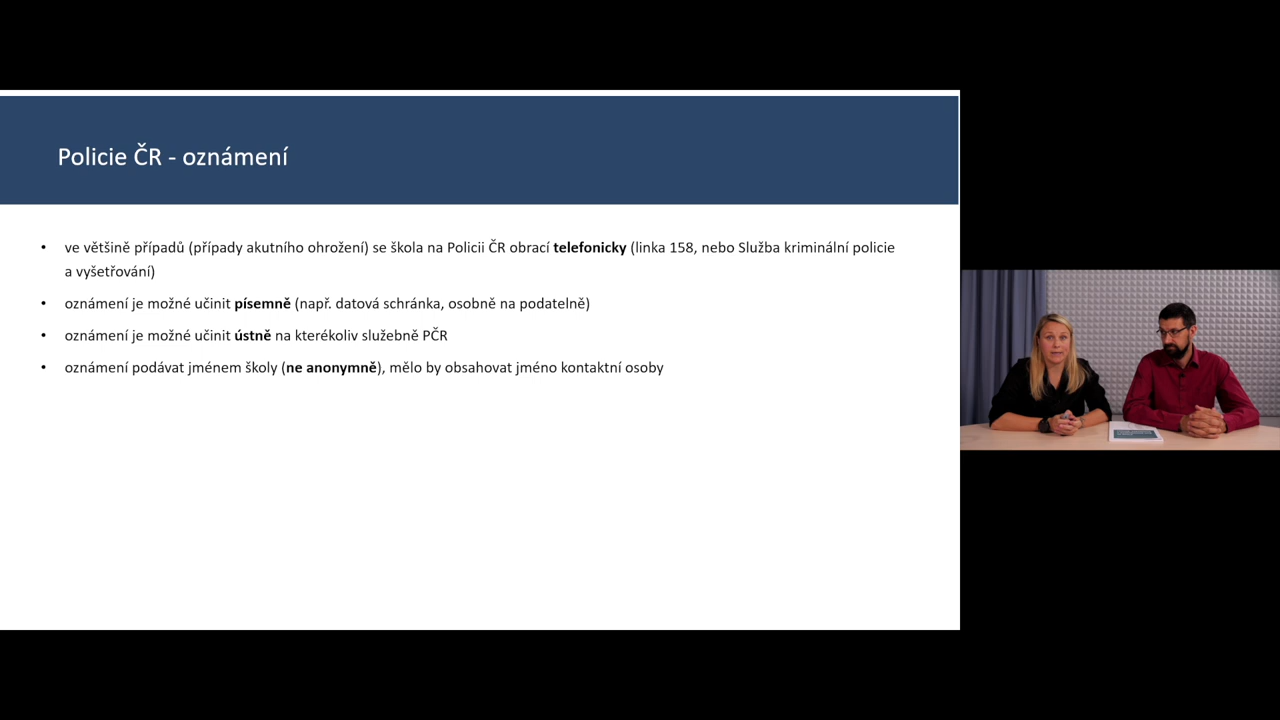 Policie ČR - oznámení
• ve většině případů (případy akutního ohrožení) se škola na Policii ČR obrací telefonicky (linka 158, nebo Služba kriminální policie
a vyšetřování)
• oznámení je možné učinit písemně (např. datová schránka, osobně na podatelně)
• oznámení je možné učinit ústně na kterékoliv služebně PČR
• oznámení podávat jménem školy (ne anonymně), mělo by obsahovat jméno kontaktní osoby